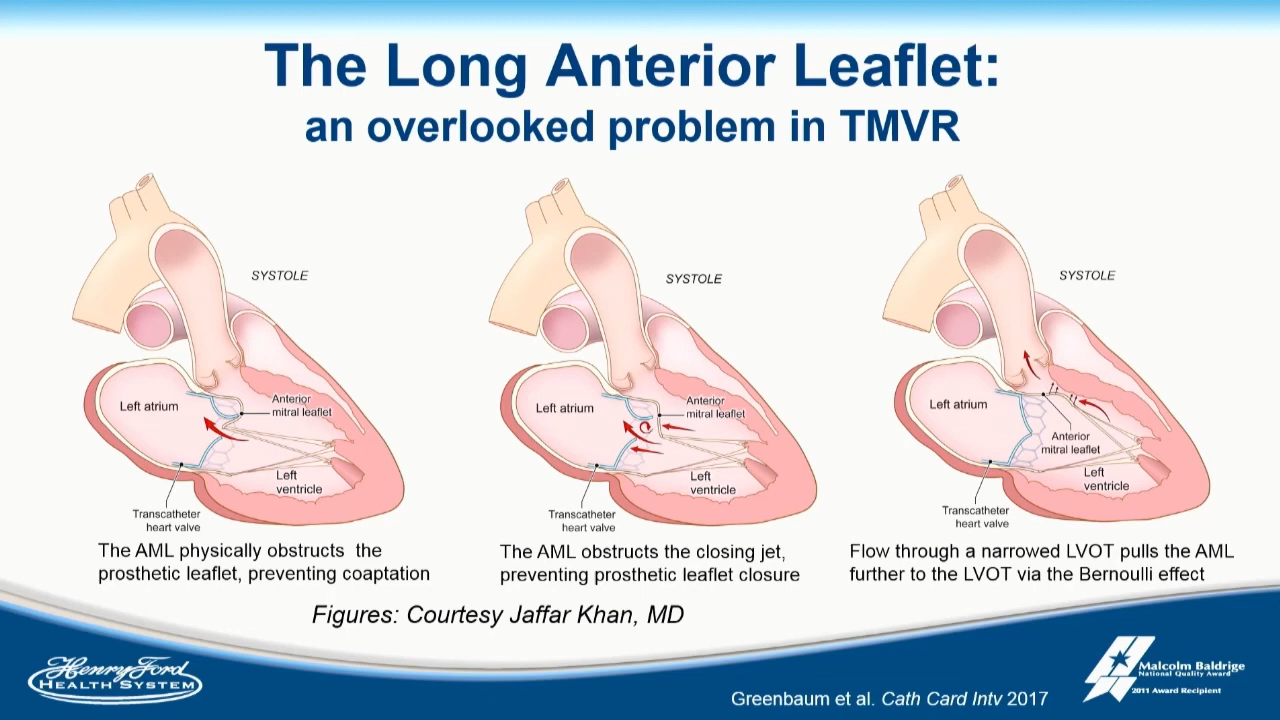 The Long Anterior Leaflet:
an overlooked problem in TMVR
SYSTOLE
Left atrium
Anterior
mitral leaflet
Left
ventricle
Transcatheter
heart valve
The AML physically obstructs the
prosthetic leaflet, preventing coaptation
SYSTOLE
Left atrium
Anterior
mitral leaflet
Left
ventricle
Transcatheter
heart valve
The AML obstructs the closing jet,
preventing prosthetic leaflet closure
SYSTOLE
Left atrium
Anterior
mitral leaflet
Left
ventricle
Transcatheter
heart valve
Flow through a narrowed LVOT pulls the AML
further to the LVOT via the Bernoulli effect
Figures: Courtesy Jaffar Khan, MD
Henry Ford
HEALTH SYSTEM
Greenbaum et al. Cath Card Intv 2017
Malcolm Baldrige
National Quality Award
2011 Award Recipient